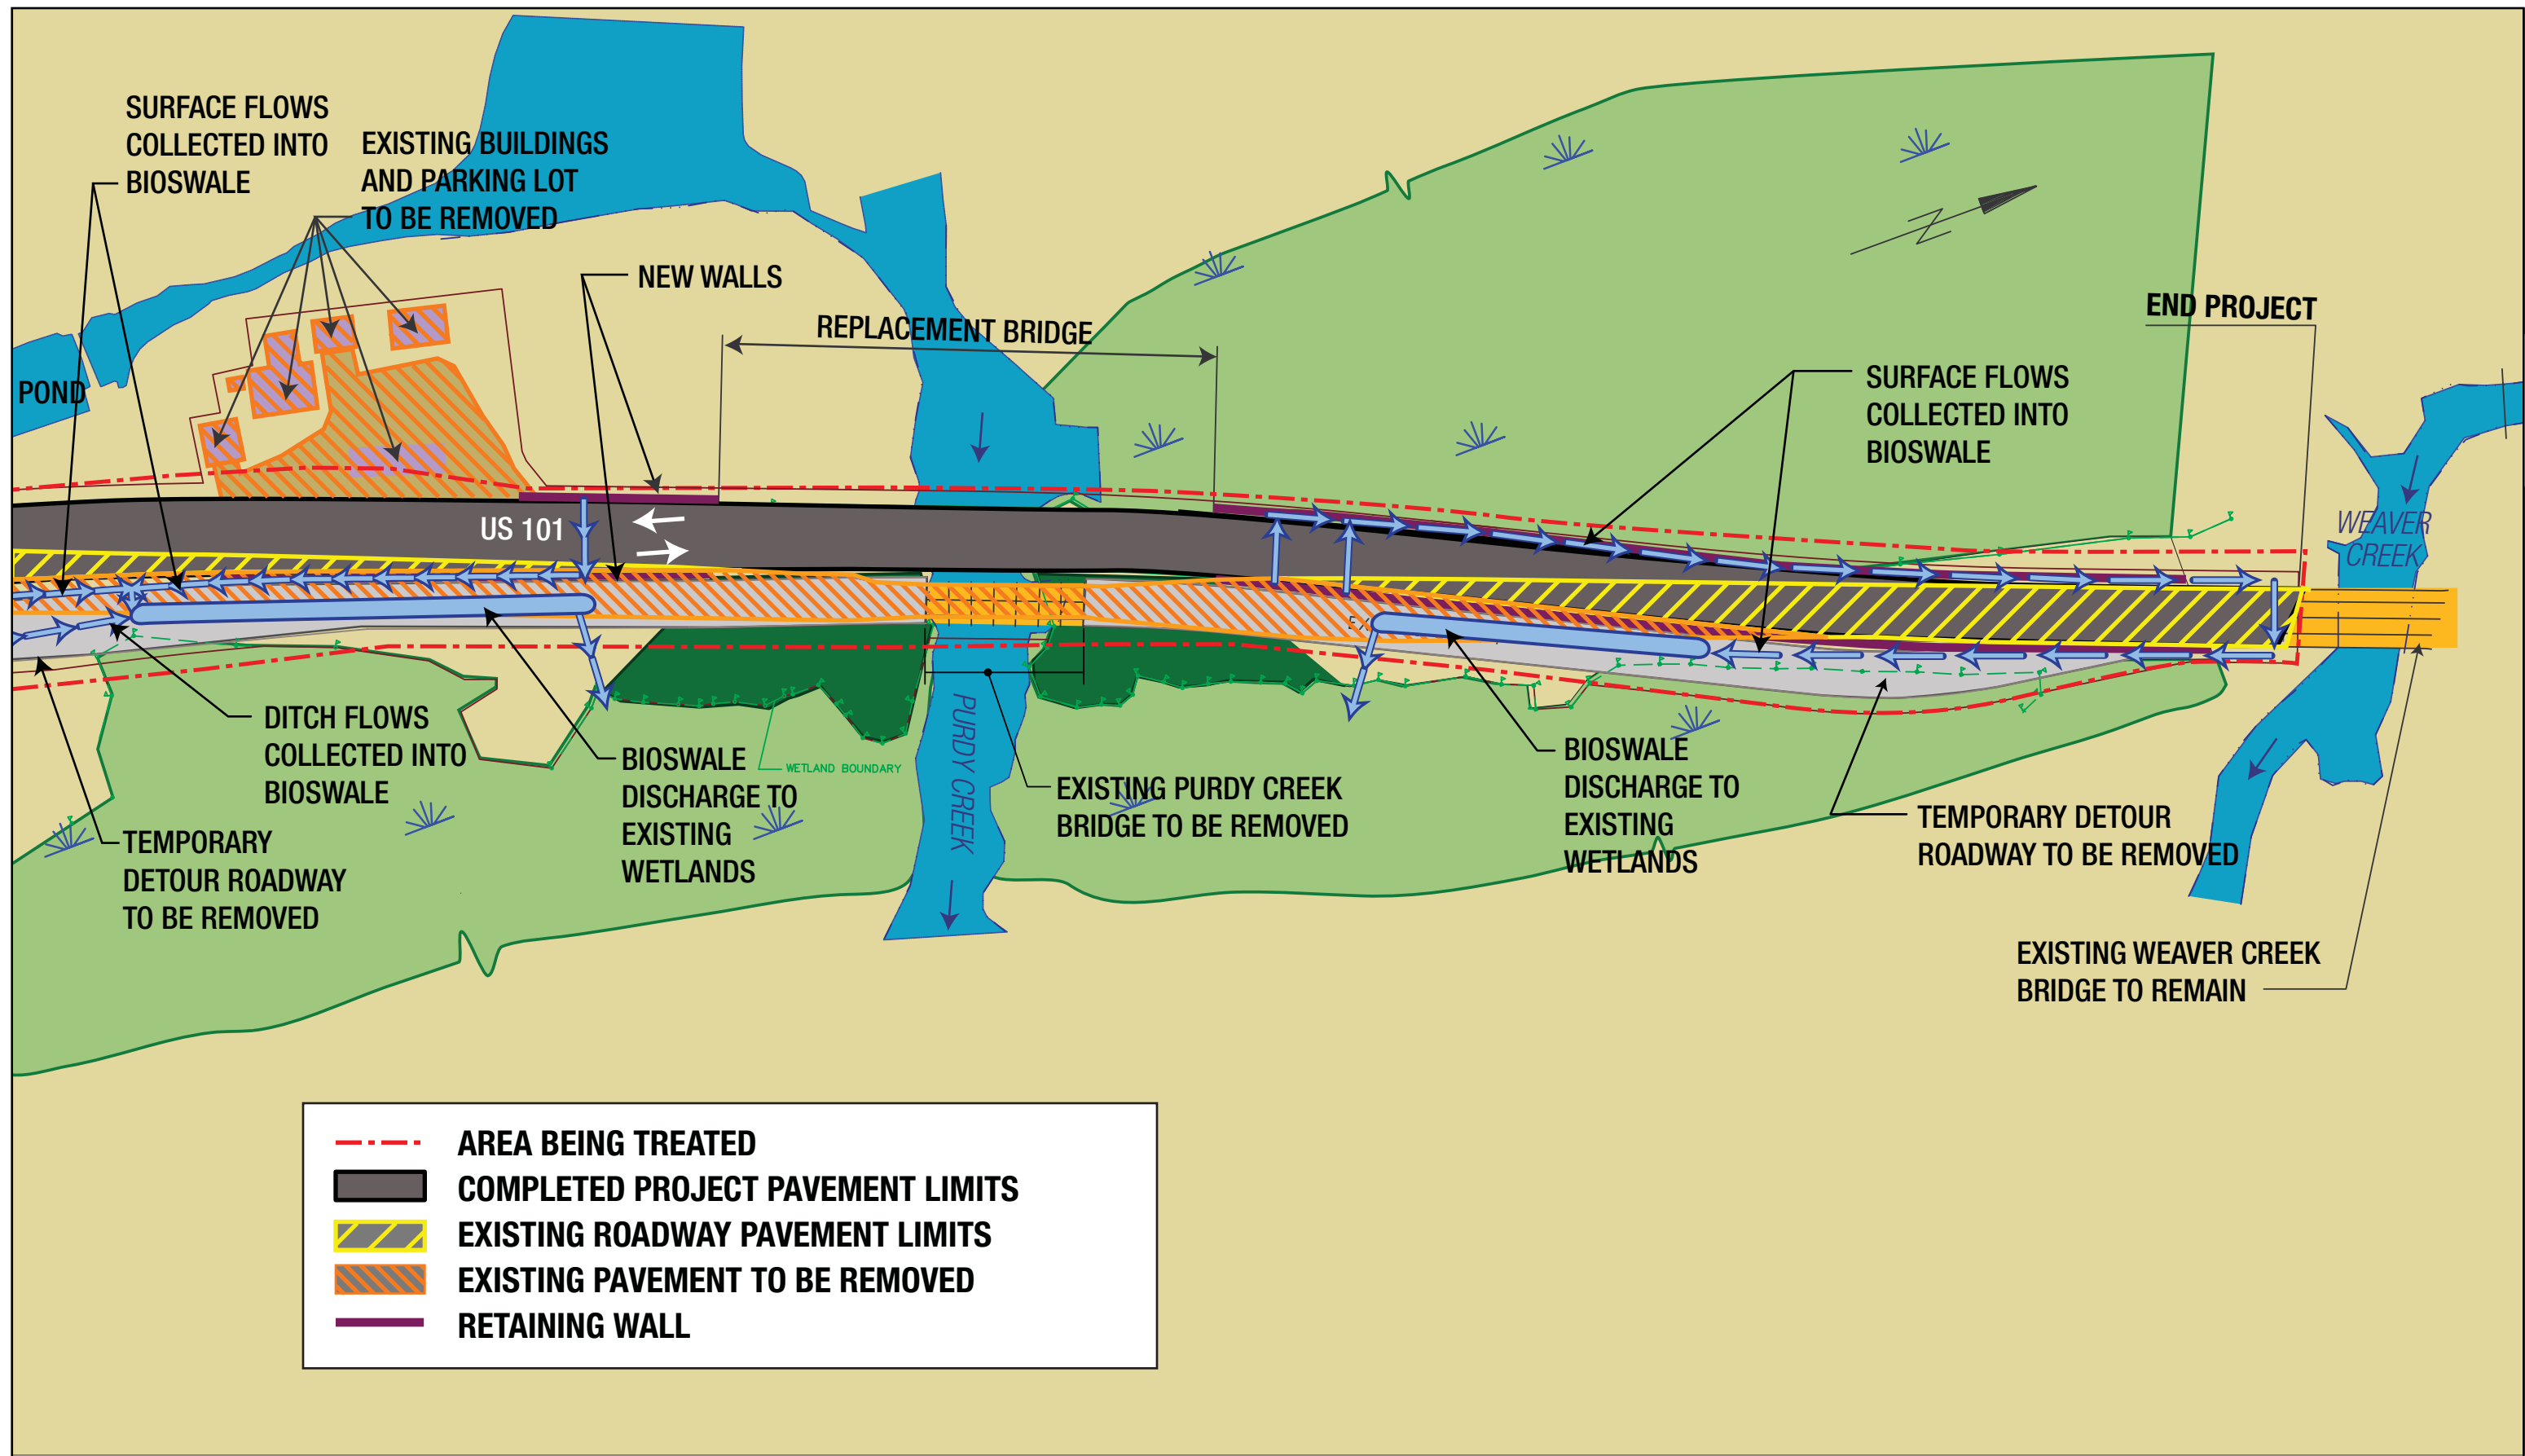 SURFACE FLOWS
COLLECTED INTO
BIOSWALE
EXISTING BUILDINGS
AND PARKING LOT
TO BE REMOVED
NEW WALLS
REPLACEMENT BRIDGE
END PROJECT
POND
SURFACE FLOWS
COLLECTED INTO
BIOSWALE
US 101
WEAVER
CREEK
EX
PURDY CREEK
DITCH FLOWS
COLLECTED INTO
BIOSWALE
BIOSWALE
DISCHARGE TO
EXISTING
WETLANDS
WETLAND BOUNDARY
EXISTING PURDY CREEK
BRIDGE TO BE REMOVED
BIOSWALE
DISCHARGE TO
EXISTING
WETLANDS
TEMPORARY DETOUR
ROADWAY TO BE REMOVED
TEMPORARY
DETOUR ROADWAY
TO BE REMOVED
EXISTING WEAVER CREEK
BRIDGE TO REMAIN
AREA BEING TREATED
COMPLETED PROJECT PAVEMENT LIMITS
EXISTING ROADWAY PAVEMENT LIMITS
EXISTING PAVEMENT TO BE REMOVED
RETAINING WALL